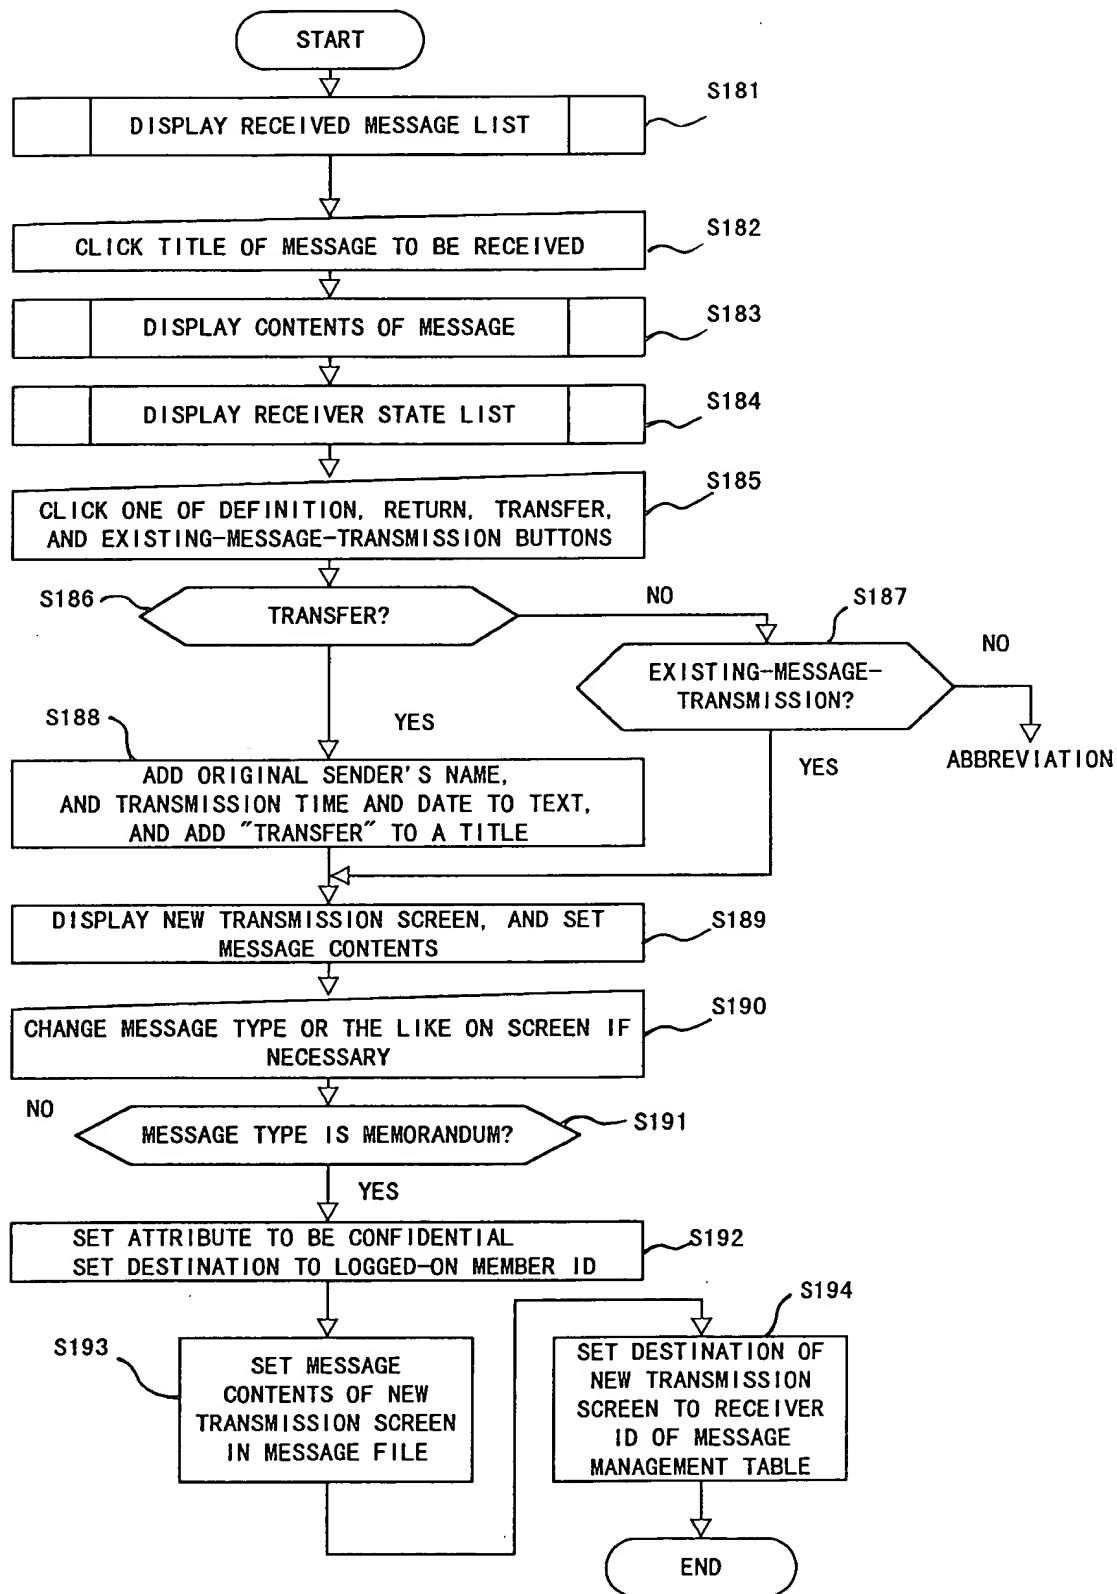 START
S181
DISPLAY RECEIVED MESSAGE LIST
S182
CLICK TITLE OF MESSAGE TO BE RECEIVED
S183
DISPLAY CONTENTS OF MESSAGE
S184
DISPLAY RECEIVER STATE LIST
S185
CLICK ONE OF DEFINITION, RETURN, TRANSFER,
AND EXISTING-MESSAGE-TRANSMISSION BUTTONS
S186
TRANSFER?
NO
S187
EXISTING-MESSAGE-
TRANSMISSION?
NO
ABBREVIATION
YES
YES
S188
ADD ORIGINAL SENDER'S NAME,
AND TRANSMISSION TIME AND DATE TO TEXT,
AND ADD "TRANSFER" TO A TITLE
DISPLAY NEW TRANSMISSION SCREEN, AND SET
MESSAGE CONTENTS
S189
S190
CHANGE MESSAGE TYPE OR THE LIKE ON SCREEN IF
NECESSARY
NO
MESSAGE TYPE IS MEMORANDUM?
S191
YES
SET ATTRIBUTE TO BE CONFIDENTIAL
SET DESTINATION TO LOGGED-ON MEMBER ID
S192
S193
SET MESSAGE
CONTENTS OF NEW
TRANSMISSION SCREEN
IN MESSAGE FILE
S194
SET DESTINATION OF
NEW TRANSMISSION
SCREEN TO RECEIVER
ID OF MESSAGE
MANAGEMENT TABLE
END